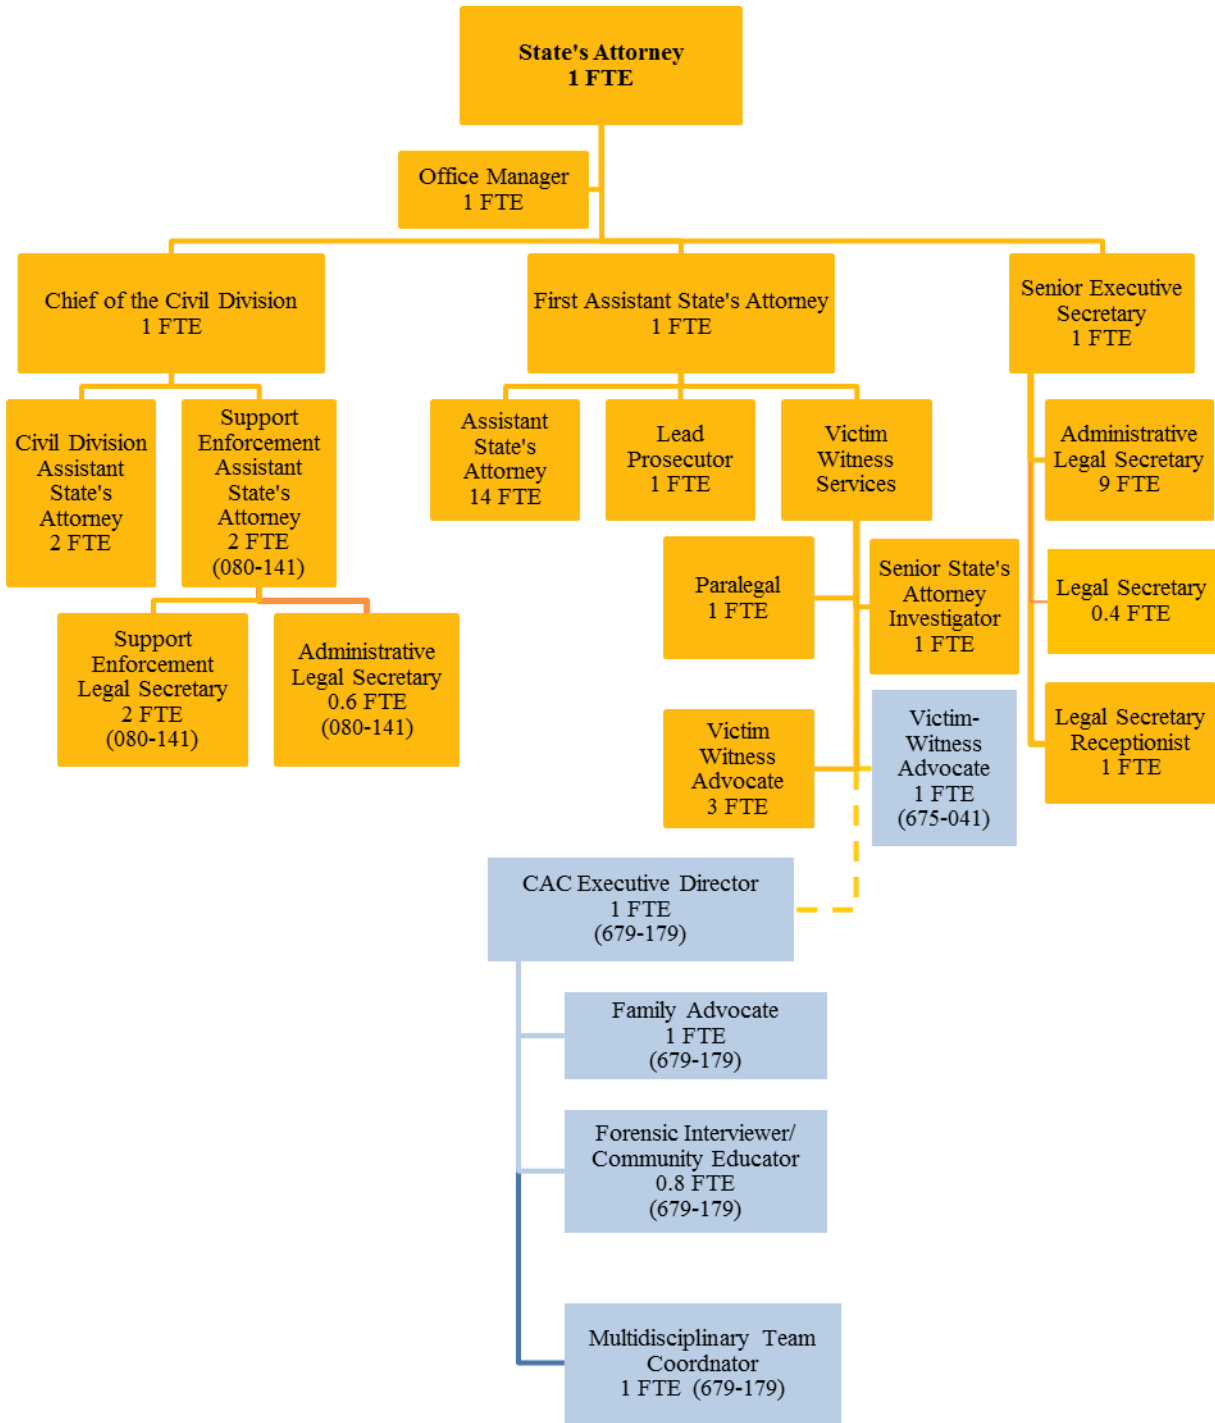 State's Attorney
1 FTE
Office Manager
1 FTE
Chief of the Civil Division
1 FTE
First Assistant State's Attorney
1 FTE
Senior Executive
Secretary
1 FTE
Civil Division
Assistant
State's
Attorney
2 FTE
Support
Enforcement
Assistant
State's
Attorney
2 FTE
(080-141)
Assistant
State's
Attorney
14 FTE
Lead
Prosecutor
1 FTE
Victim
Witness
Services
Administrative
Legal Secretary
9 FTE
Paralegal
1 FTE
Senior State's
Attorney
Investigator
1 FTE
Legal Secretary
0.4 FTE
Support
Enforcement
Legal Secretary
2 FTE
(080-141)
Administrative
Legal Secretary
0.6 FTE
(080-141)
Victim
Witness
Advocate
3 FTE
Victim-
Witness
Advocate
1 FTE
(675-041)
Legal Secretary
Receptionist
1 FTE
CAC Executive Director
1 FTE
(679-179)
Family Advocate
1 FTE
(679-179)
Forensic Interviewer/
Community Educator
0.8 FTE
(679-179)
Multidisciplinary Team
Coordnator
1 FTE (679-179)